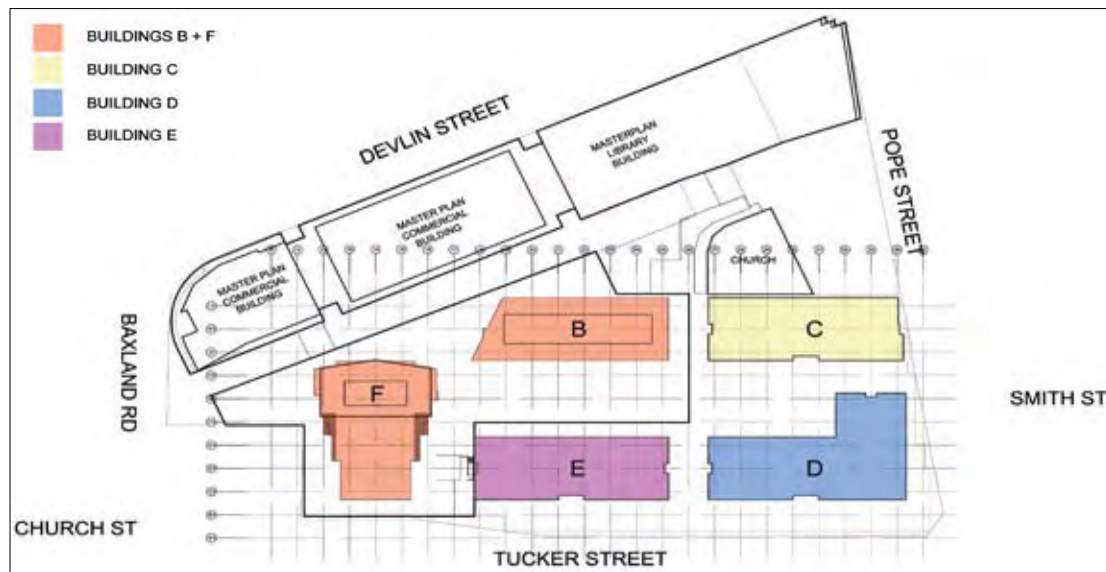 BUILDINGS B + F
BUILDING C
BUILDING D
BUILDING E
DEVLIN STREET
MASTERPLAN
LIBRARY
BUILDING
POPE STREET
MASTER PLAN
COMMERCIAL
BUILDING
CHURCH
MASTER PLAN
COMMERCIAL
BUILDING
BAXLAND RD
B
C
F
SMITH ST
E
D
CHURCH ST
TUCKER STREET